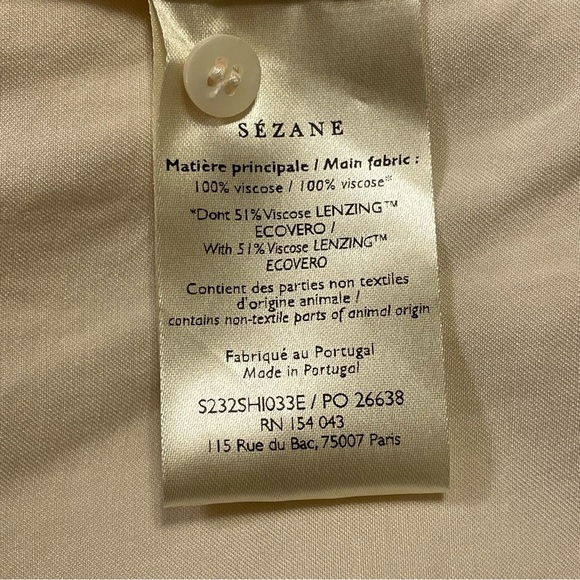 SÉZANE
Matière principale / Main fabric :
100% viscose / 100% viscose*
*Dont 51% Viscose LENZING™
ECOVERO /
With 51% Viscose LENZING™
ECOVERO
Contient des parties non textiles
d'origine animale /
contains non-textile parts of animal origin
Fabriqué au Portugal
Made in Portugal
S232SHI033E / PO 26638
RN 154 043
115 Rue du Bac, 75007 Paris